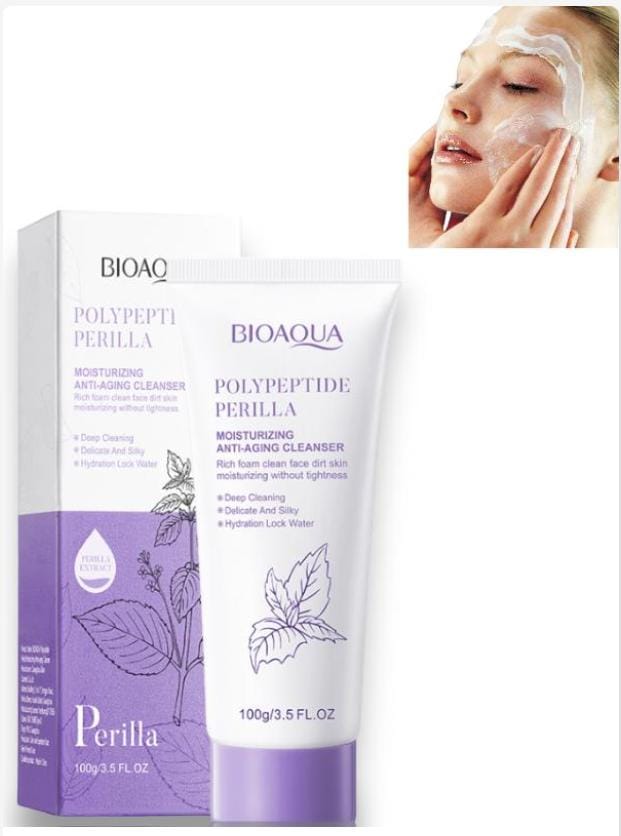 BIOAQ
POLYPEPTI
PERILLA
MOISTURIZING
ANTI-AGING CLEANSER
Rich foam clean face dirt skin
moisturizing without tightness
Deep Cleaning
Delicate And Silky
Hydration Lock Water
PERILLA
EXTRACT
Perilla
100g/3.5 FL.OZ
BIOAQUA
POLYPEPTIDE
PERILLA
MOISTURIZING
ANTI-AGING CLEANSER
Rich foam clean face dirt skin
moisturizing without tightness
Deep Cleaning
Delicate And Silky
Hydration Lock Water
100g/3.5 FL.OZ